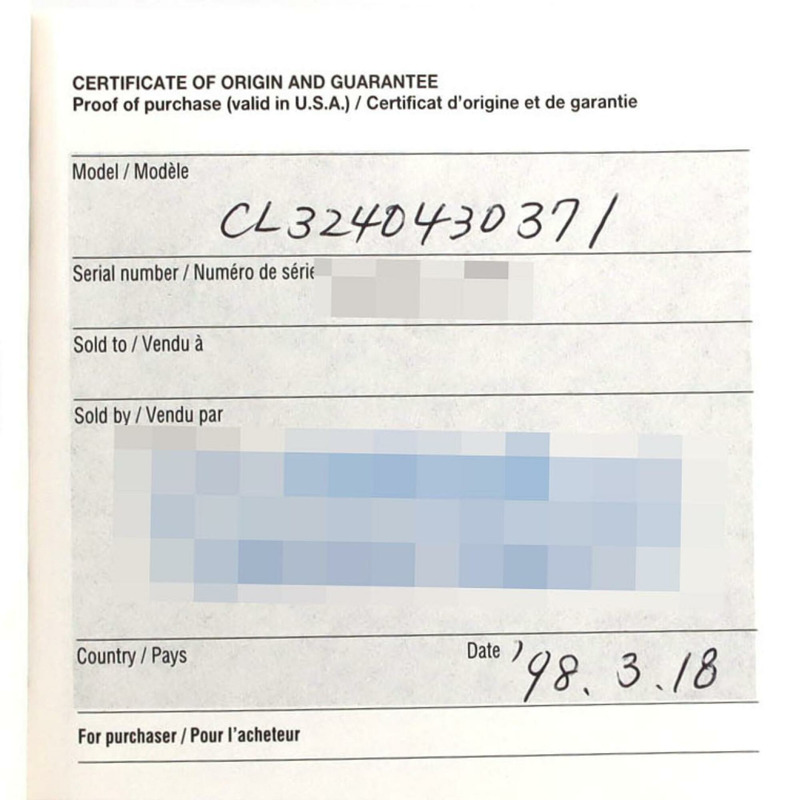 CERTIFICATE OF ORIGIN AND GUARANTEE
Proof of purchase (valid in U.S.A.) / Certificat d'origine et de garantie
Model / Modèle
CL324043037/
Serial number / Numéro de série
Sold to / Vendu à
Sold by / Vendu par
Country / Pays
Date '98. 3. 18
For purchaser / Pour l'acheteur